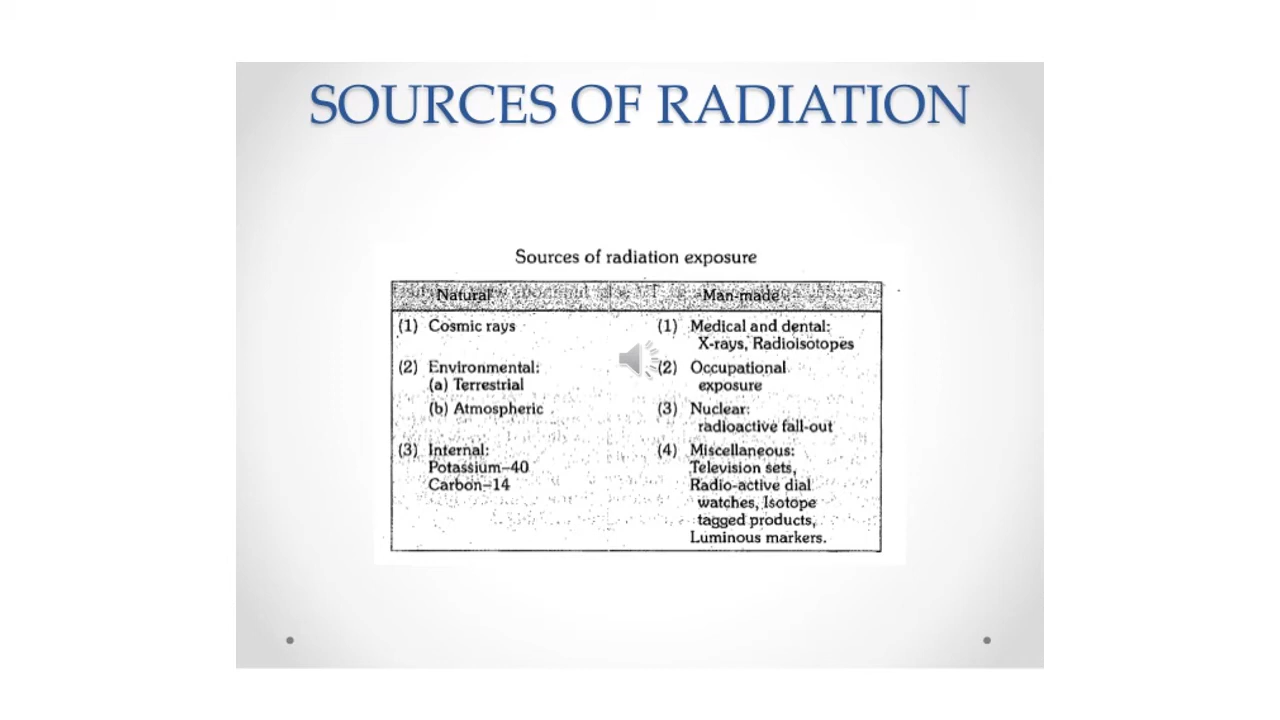 SOURCES OF RADIATION
Sources of radiation exposure
Natural
Man-made
(1) Cosmic rays
(1) Medical and dental:
X-rays, Radioisotopes
(2) Environmental:
(a) Terrestrial
(2) Occupational
exposure
(b) Atmospheric
(3) Nuclear:
radioactive fall-out
(3) Internal:
Potassium-40
Carbon-14
(4) Miscellaneous:
Television sets,
Radio-active dial
watches, Isotope
tagged products,
Luminous markers.